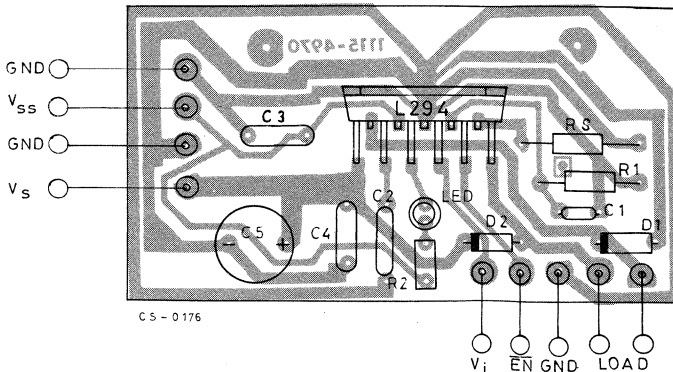 1115-4970
GND
Vss
GND
Vs
C3
L294
RS
R1
C1
C2
LED
D2
D1
C5
- +
C4
R2
CS-0176
Vi
EN
GND
LOAD